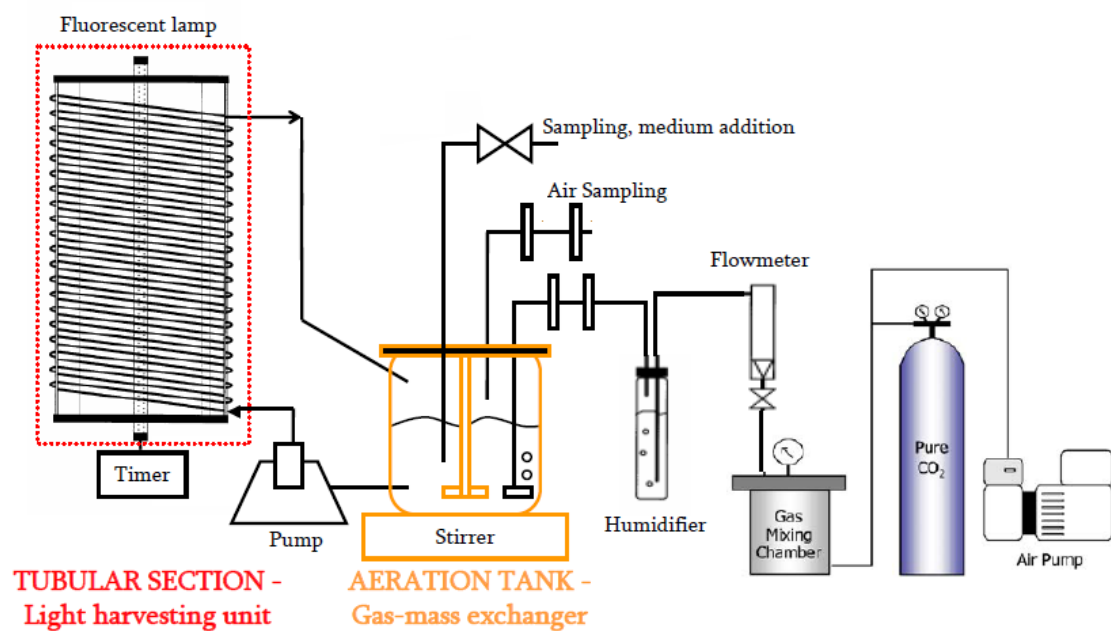 Fluorescent lamp
Sampling, medium addition
Air Sampling
Flowmeter
Timer
Pump
Stirrer
Humidifier
Gas
Mixing
Chamber
Pure
CO₂
Air Pump
TUBULAR SECTION -
Light harvesting unit
AERATION TANK -
Gas-mass exchanger